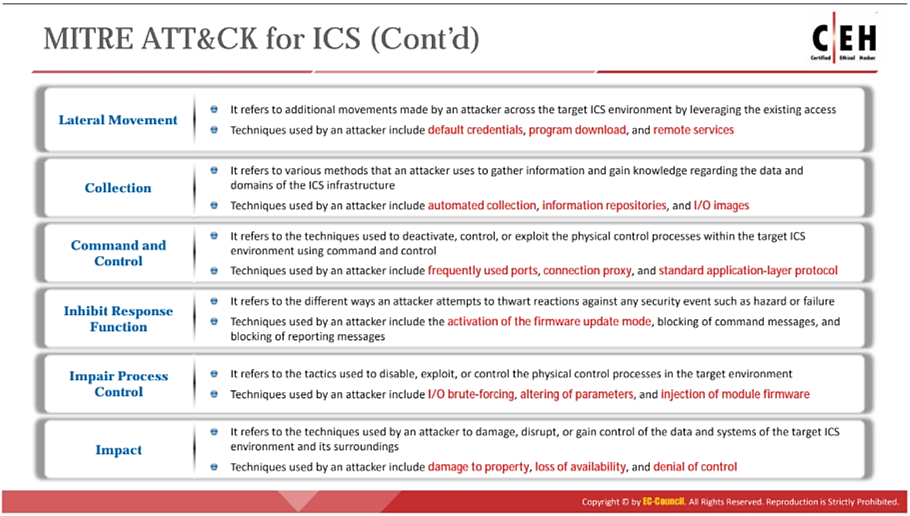 MITRE ATT&CK for ICS (Cont'd)
C|EH
Certified Ethical Hacker
Lateral Movement
It refers to additional movements made by an attacker across the target ICS environment by leveraging the existing access
Techniques used by an attacker include default credentials, program download, and remote services
Collection
It refers to various methods that an attacker uses to gather information and gain knowledge regarding the data and
domains of the ICS infrastructure
Techniques used by an attacker include automated collection, information repositories, and I/O images
Command and
Control
It refers to the techniques used to deactivate, control, or exploit the physical control processes within the target ICS
environment using command and control
Techniques used by an attacker include frequently used ports, connection proxy, and standard application-layer protocol
Inhibit Response
Function
It refers to the different ways an attacker attempts to thwart reactions against any security event such as hazard or failure
Techniques used by an attacker include the activation of the firmware update mode, blocking of command messages, and
blocking of reporting messages
Impair Process
Control
It refers to the tactics used to disable, exploit, or control the physical control processes in the target environment
Techniques used by an attacker include I/O brute-forcing, altering of parameters, and injection of module firmware
Impact
It refers to the techniques used by an attacker to damage, disrupt, or gain control of the data and systems of the target ICS
environment and its surroundings
Techniques used by an attacker include damage to property, loss of availability, and denial of control
Copyright © by EC-Council. All Rights Reserved. Reproduction is Strictly Prohibited.